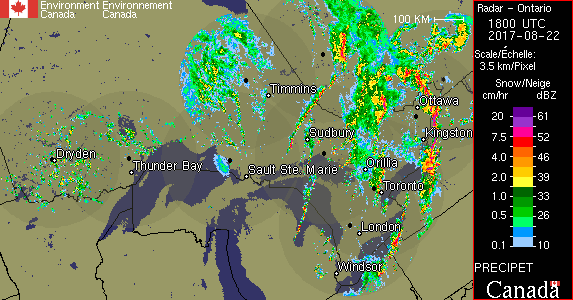 Environment Environnement
Canada Canada
Radar - Ontario
1800 UTC
2017-08-22
Scale/Échelle:
3.5 km/Pixel
Snow/Neige
cm/hr dBZ
20 61
7.5 52
4.0 46
2.0 39
1.0 33
0.5 26
0.1 10
PRECIPET
Canada
100 KM
Timmins
Ottawa
Sudbury
Kingston
Dryden
Thunder Bay
Sault Ste. Marie
Orillia
Toronto
London
Windsor